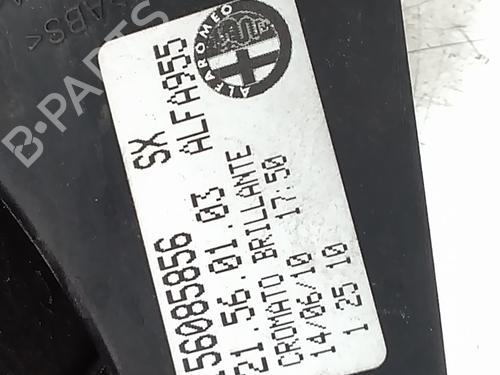 ABS<
B-PARTS
ALFA ROMEO
SX
ALFA955
56085856
21.56.01.03
CROMATO BRILLANTE
14/06/10 17:50
1 25 10